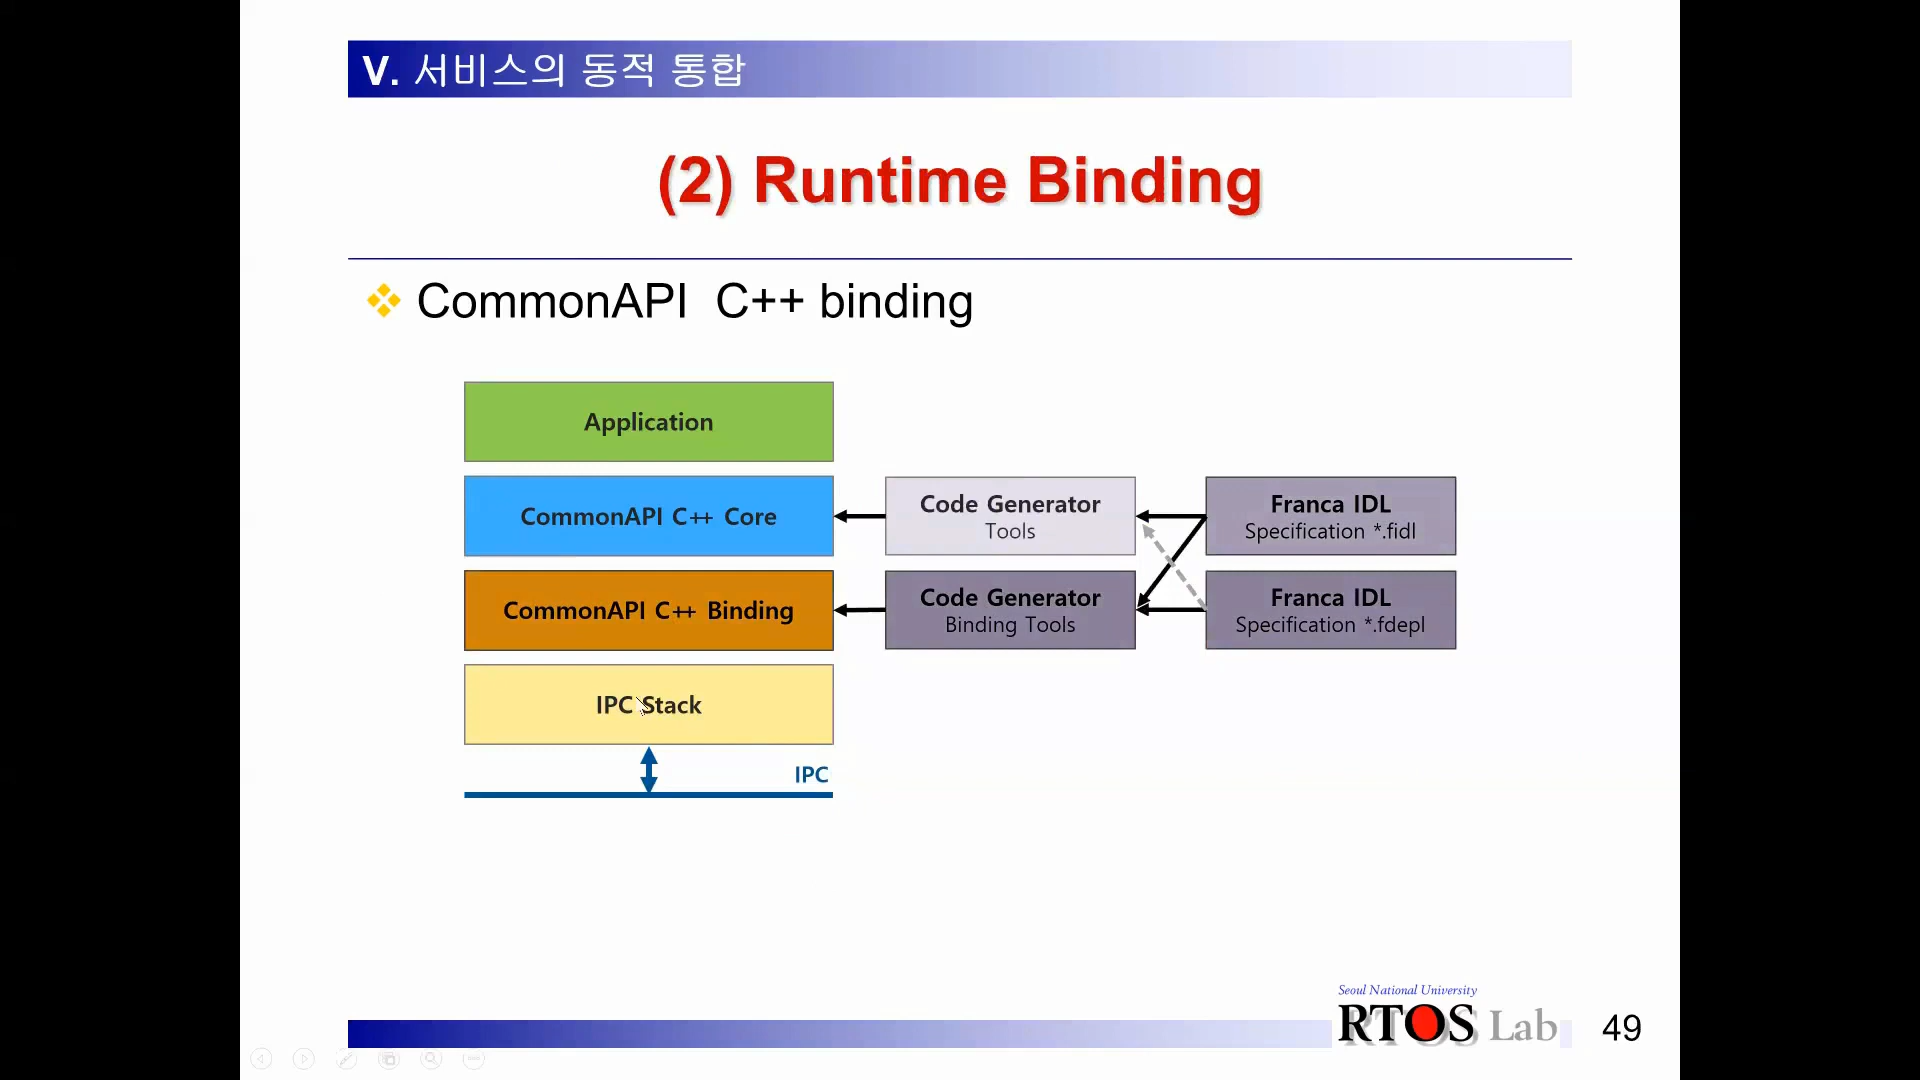 V. 서비스의 동적 통합
(2) Runtime Binding
CommonAPI C++ binding
Application
CommonAPI C++ Core
Code Generator
Tools
Franca IDL
Specification *.fidl
CommonAPI C++ Binding
Code Generator
Binding Tools
Franca IDL
Specification *.fdepl
IPC Stack
IPC
Seoul National University
RTOS Lab
49